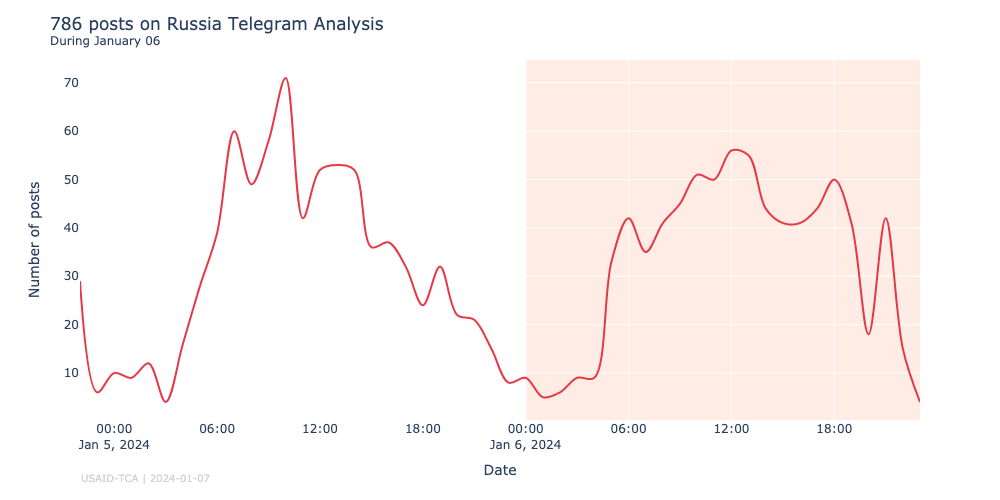 786 posts on Russia Telegram Analysis
During January 06
Number of posts
70
60
50
40
30
20
10
00:00 06:00 12:00 18:00 00:00 06:00 12:00 18:00
Jan 5, 2024 Jan 6, 2024
Date
USAID-TCA | 2024-01-07